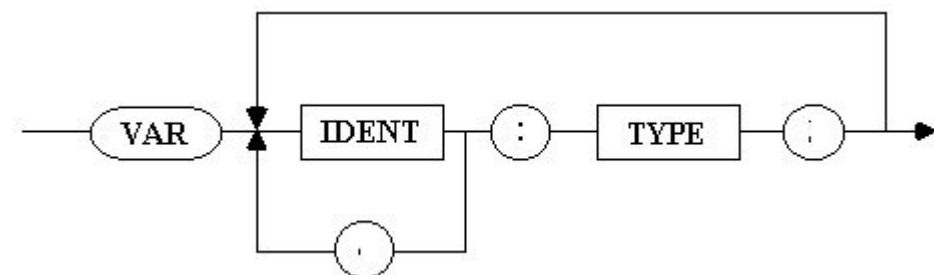 VAR IDENT : TYPE ;
,